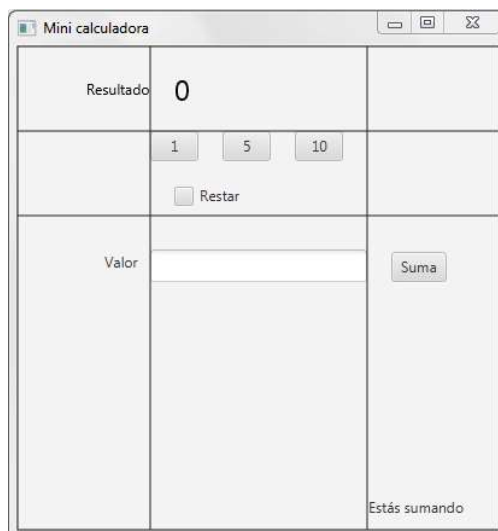 Mini calculadora
Resultado 0
1 5 10
Restar
Valor Suma
Estás sumando